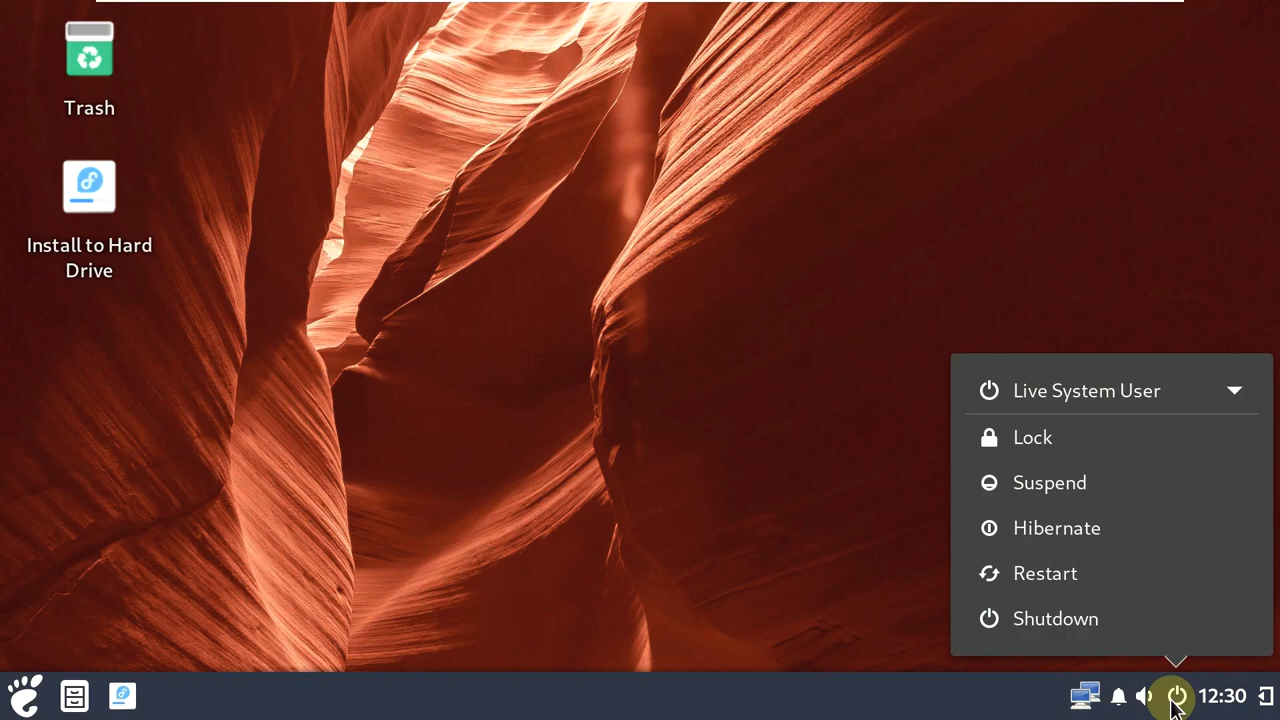 Trash
Install to Hard
Drive
Live System User
Lock
Suspend
Hibernate
Restart
Shutdown
12:30